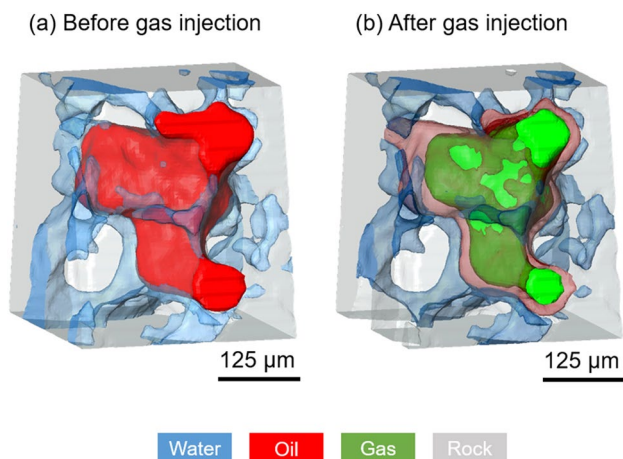 (a) Before gas injection
(b) After gas injection
125 µm
125 µm
Water
Oil
Gas
Rock